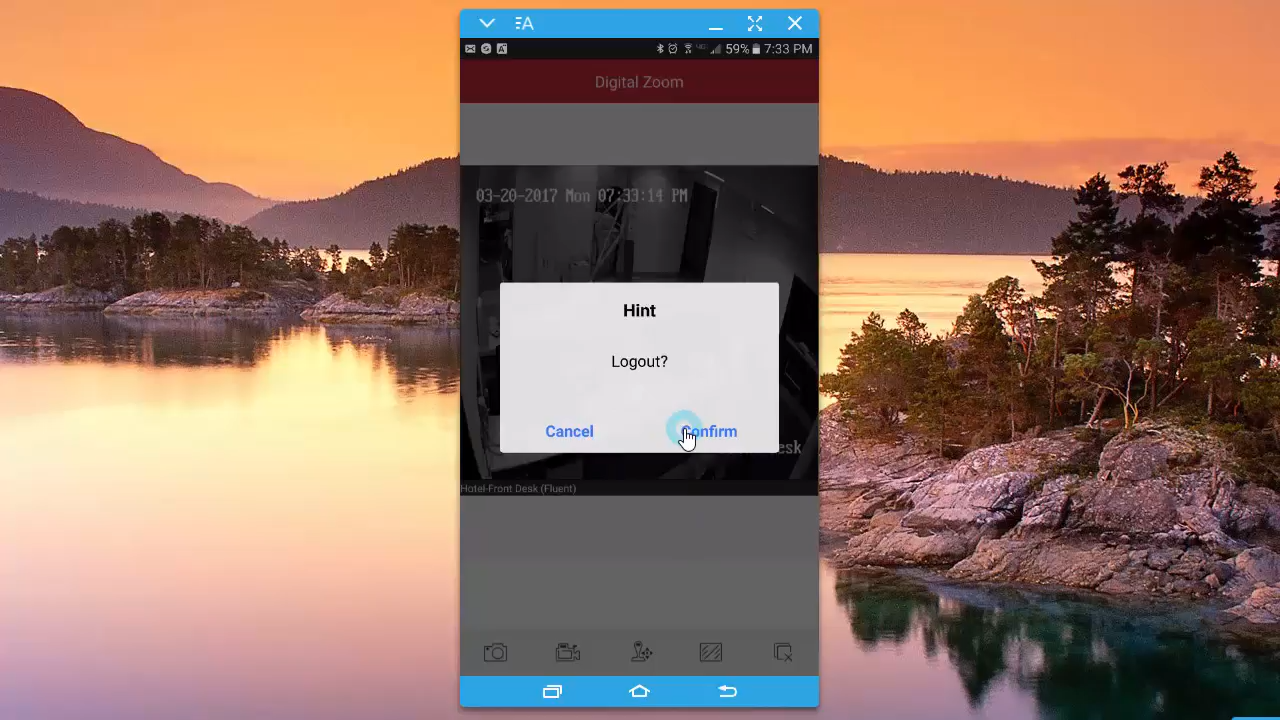 59% 7:33 PM
Digital Zoom
03-20-2017 Mon 07:33:14 PM
Hint
Logout?
Cancel Confirm
esk
Hotel-Front Desk (Fluent)